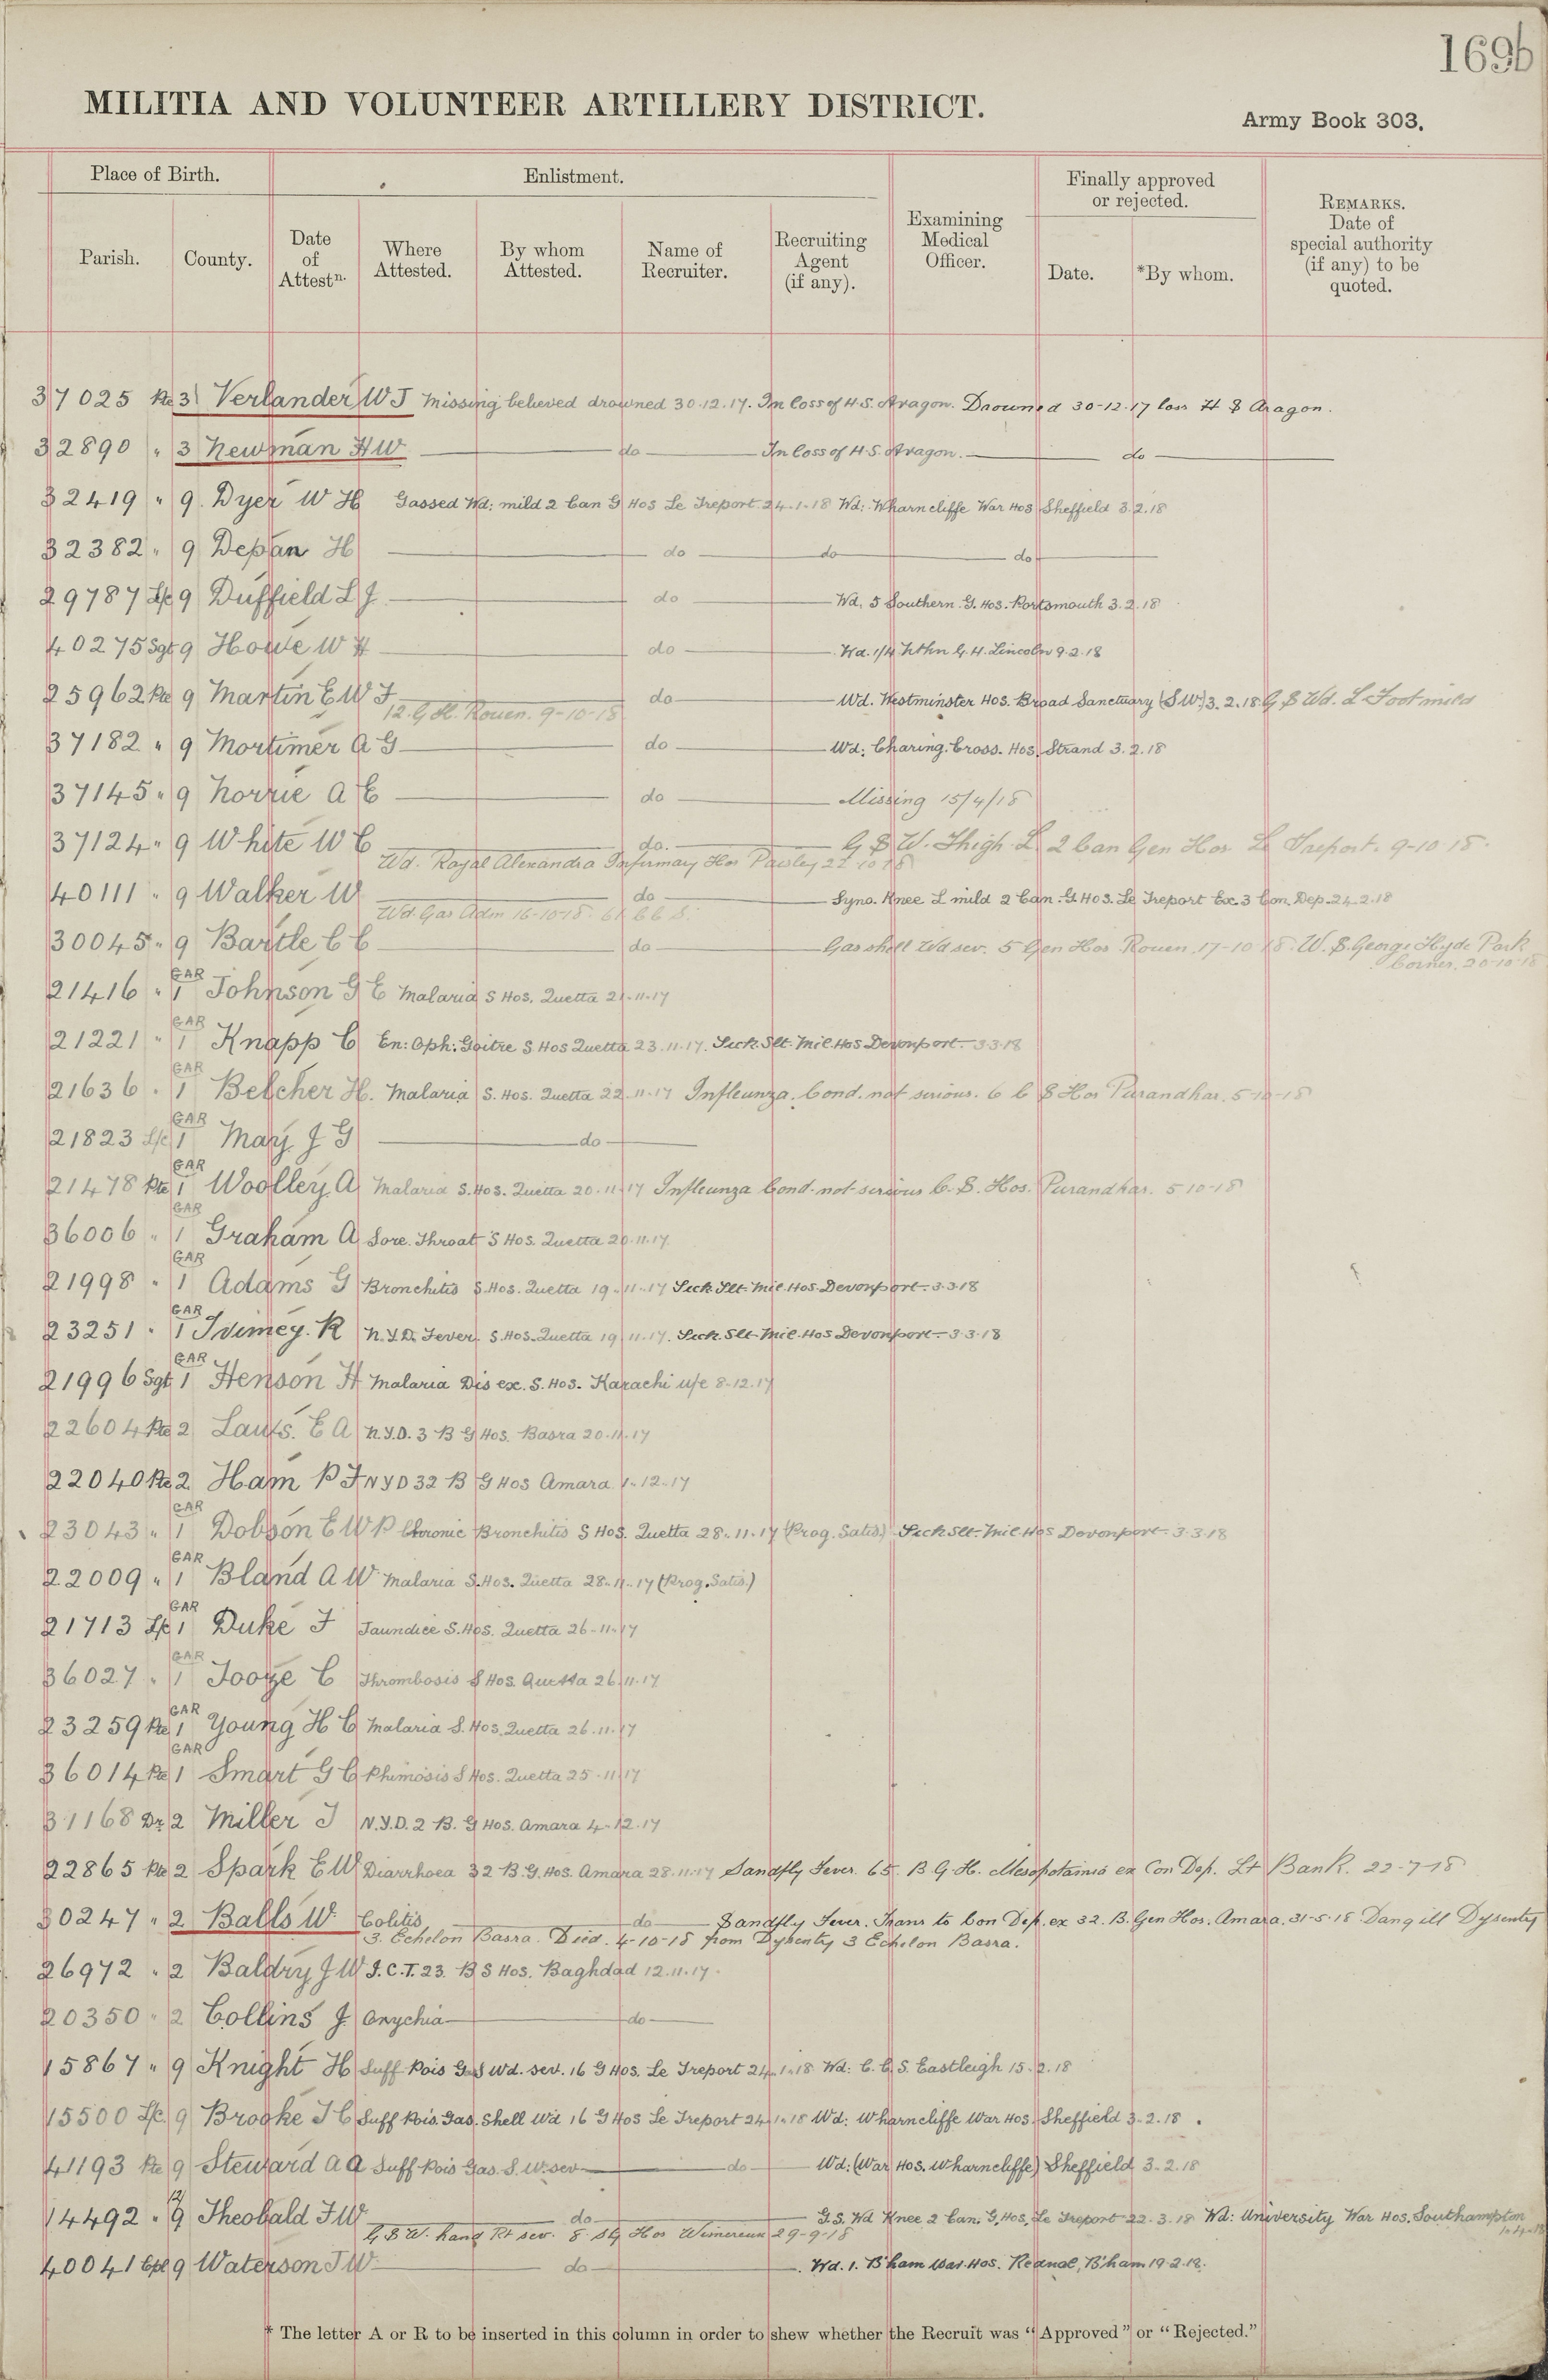 169b
MILITIA AND VOLUNTEER ARTILLERY DISTRICT.
Army Book 303.
Place of Birth.
Enlistment.
Finally approved or rejected.
Parish.
County.
Date of Attestn.
Where Attested.
By whom Attested.
Name of Recruiter.
Recruiting Agent (if any).
Examining Medical Officer.
Date.
*By whom.
REMARKS. Date of special authority (if any) to be quoted.
37025 Pte 3 Verlander W J Missing believed drowned 30.12.17. In loss of H.S. Aragon. Drowned 30-12-17 loss H S Aragon.
32890 " 3 Newman H W do In loss of H.S. Aragon. do
32419 " 9. Dyer W H Gassed Wd: mild 2 Can G Hos Le Treport 24.1.18 Wd: Wharncliffe War Hos Sheffield 3.2.18
32382 " 9 Depan H do do do
29787 L/c 9 Duffield L J do Wd. 5 Southern. G. Hos. Portsmouth 3.2.18
40275 Sgt 9 Howe W H do Wd. 1/4 Nthn G. H. Lincoln 9.2.18
25962 Pte 9 Martin E W F do Wd. Westminster Hos. Broad Sanctuary (S.W.) 3.2.18. G S Wd. L Foot mild
12. G H. Rouen. 9-10-18
37182 " 9 Mortimer A G do Wd. Charing. Cross. Hos. Strand 3.2.18
37145 " 9 Norrie A E do Missing 15/4/18
37124 " 9 White W C do. G S W. Thigh L 2 Can Gen Hos Le Treport. 9-10 18.
Wd. Royal Alexandra Infirmary Hos Paisley 22 10 18
40111 " 9 Walker W do Syno. Knee L mild 2 Can. G Hos. Le Treport Ex. 3 Con. Dep. 24.2.18
Wd Gas Adm 16-10-18. 61 C C S.
30045 " 9 Bartle C C do Gas shell Wd sev. 5 Gen Hos Rouen. 17-10 18. W. S. George Hyde Park
Corner. 20-10-18
21416 " GAR 1 Johnson G E Malaria S Hos. Quetta 21-11-17
21221 " GAR 1 Knapp C En: Oph: Goitre S Hos Quetta 23.11.17. Sick Slt. Mil. Hos Devonport. 3.3.18
21636 " GAR 1 Belcher H. Malaria S. Hos. Quetta 22.11.17 Influenza. Cond. not serious. 6 C S Hos Purandhar. 5-10-18
21823 L/c GAR 1 May J G do
21478 Pte GAR 1 Woolley A Malaria S. Hos. Quetta 20.11.17 Influenza Cond-not-serious C. S. Hos. Purandhar. 5 10-18
36006 " GAR 1 Graham A Sore. Throat S Hos. Quetta 20.11.17.
21998 " GAR 1 Adams G Bronchitis S. Hos. Quetta 19-11-17 Sick Slt. Mil. Hos. Devonport. 3.3.18
23251 " GAR 1 Ivimey. R N.Y.D. Fever. S. Hos. Quetta 19.11.17. Sick. Slt. Mil. Hos Devonport. 3.3.18
21996 Sgt GAR 1 Henson H Malaria Dis ex. S. Hos. Karachi u/e 8.12.17
22604 Pte 2 E A N.Y.D. 3 B G Hos. Basra 20.11.17
22040 Pte 2 Ham P F N Y D 32 B G Hos Amara 1.12.17
23043 " GAR 1 Dobson E W P Chronic Bronchitis S Hos. Quetta 28.11.17 (Prog. Satis) Sick Slt. Mil Hos Devonport. 3.3.18
22009 " GAR 1 Bland A W Malaria S. Hos. Quetta 28.11.17 (Prog. Satis.)
21713 L/c GAR 1 Duke F Jaundice S. Hos. Quetta 26-11-17
36027 " GAR 1 C Thrombosis S Hos. Quetta 26.11.17
23259 Pte GAR 1 Young H C Malaria S. Hos. Quetta 26.11.17
36014 Pte GAR 1 Smart G C Phimosis S Hos. Quetta 25-11-17
31168 Dr 2 Miller J N.Y.D. 2 B. G Hos. Amara 4-12.17
22865 Pte 2 Spark E W Diarrhoea 32 B. G. Hos. Amara 28.11.17 Sandfly Fever. 65. B G. H. Mesopotamia ex Con Dep. Lt Bank. 22-7-18
30247 " 2 Balls W. Colitis do Sandfly Fever. Trans to Con Dep. ex 32. B. Gen Hos. Amara. 31-5-18 Dang ill Dysentry
3. Echelon Basra. Died. 4-10-18 from Dysentry 3 Echelon Basra.
26972 " 2 Baldry J W I.C.T. 23. B S Hos. Baghdad 12.11.17.
20350 " 2 Collins J. Onychia do
15867 " 9 Knight H Suff Pois Gas Wd. sev. 16 G Hos. Le Treport 24.1.18 Wd: C.C.S. Eastleigh 15.2.18
15500 L/c. 9 Brooke J C Suff Pois. Gas. Shell Wd 16 G Hos Le Treport 24.1.18 Wd: Wharncliffe War Hos. Sheffield 3.2.18.
41193 Pte 9 Steward A A Suff Pois Gas. S. W. sev do Wd: (War Hos. Wharncliffe) Sheffield 3.2.18
14492 " 9 Theobald F W do G.S. Wd Knee 2 Can. G. Hos, Le Treport 22.3.18 Wd: University War Hos. Southampton
G S W. hand Rt sev. 8 Stg Hos Wimereux 29-9-18
40041 Cpl 9 Waterson J W do Wd. 1. B'ham War. Hos. Rednal, B'ham 19.2.18.
* The letter A or R to be inserted in this column in order to shew whether the Recruit was "Approved" or "Rejected."